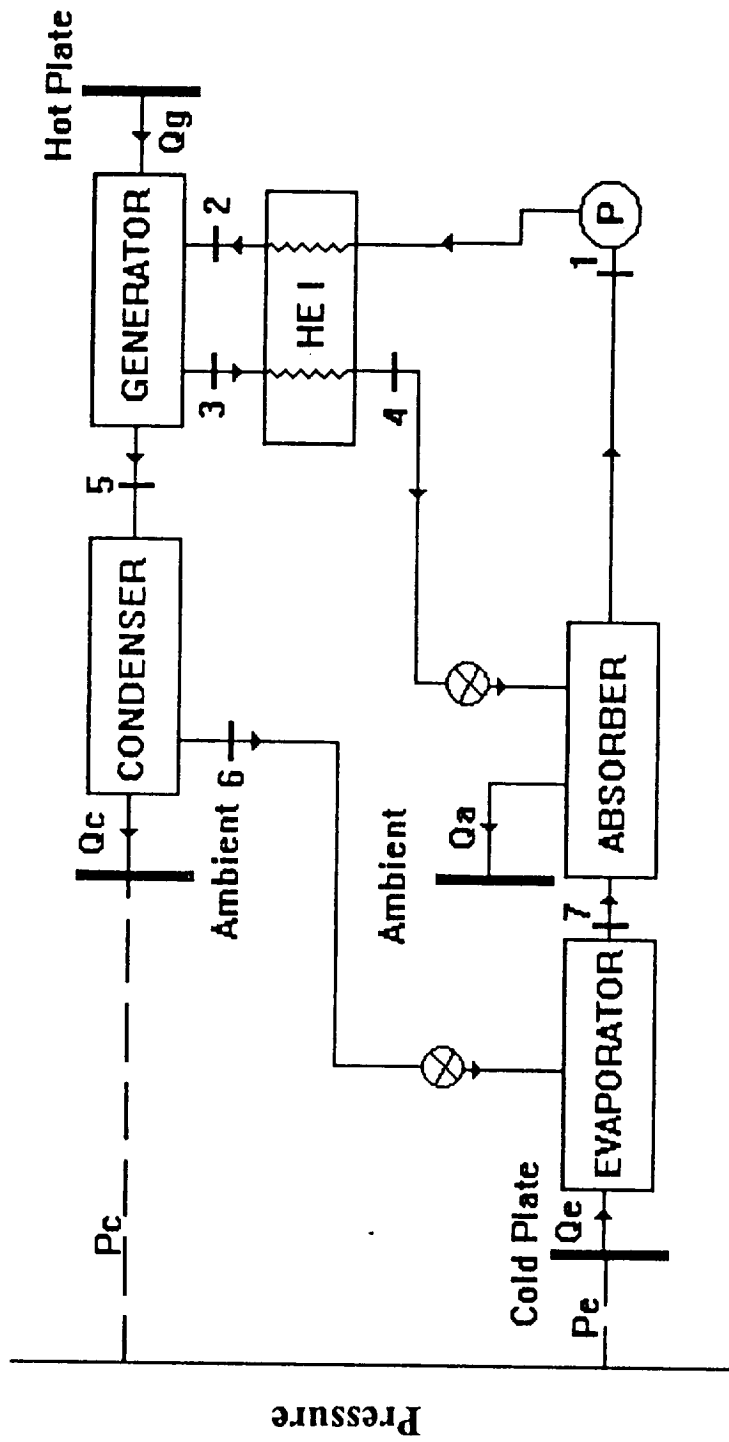 Hot Plate
Qg
GENERATOR
2
3
HE I
P
1
4
5
CONDENSER
Qc
6
Ambient
Ambient
Qa
ABSORBER
7
EVAPORATOR
Cold Plate
Qe
Pc
Pe
Pressure